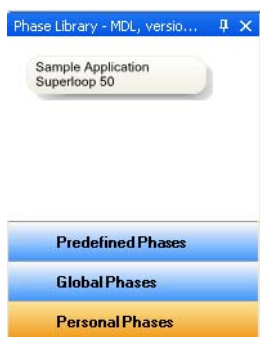 Phase Library - MDL, versio...
Sample Application
Superloop 50
Predefined Phases
Global Phases
Personal Phases